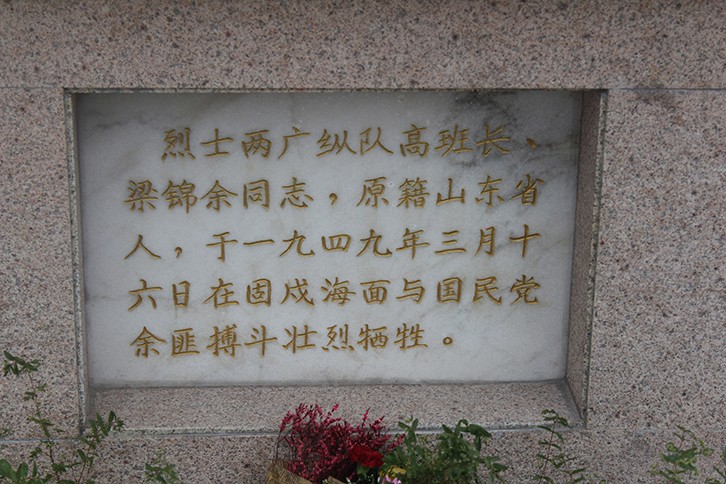 烈士两广纵队高班长、
梁锦余同志，原籍山东省
人，于一九四九年三月十
六日在固戍海面与国民党
余匪搏斗壮烈牺牲。